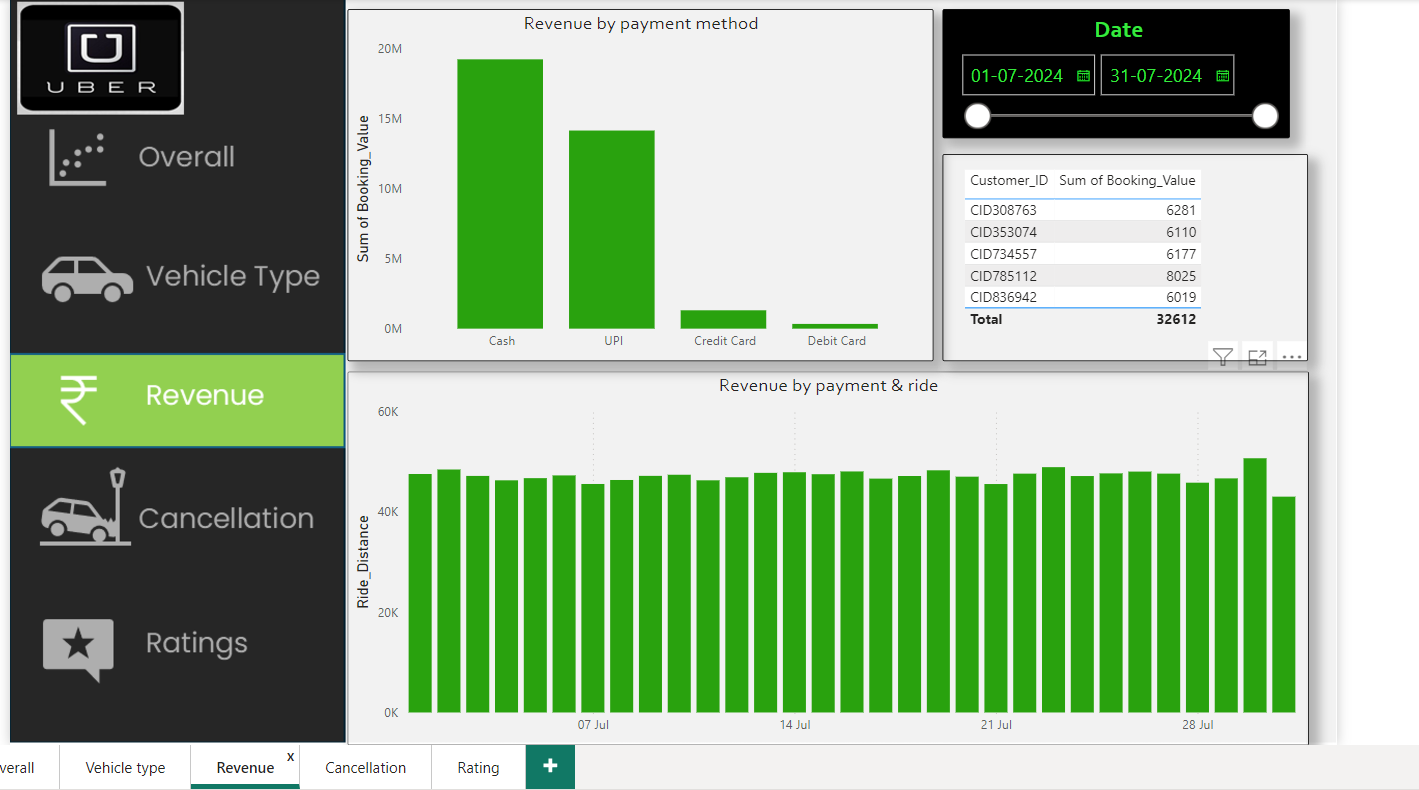 UBER
Overall
Vehicle Type
Revenue
Cancellation
Ratings
Revenue by payment method
Sum of Booking_Value
20M
15M
10M
5M
0M
Cash UPI Credit Card Debit Card
Date
01-07-2024 31-07-2024
Customer_ID Sum of Booking_Value
CID308763 6281
CID353074 6110
CID734557 6177
CID785112 8025
CID836942 6019
Total 32612
Revenue by payment & ride
Ride_Distance
60K
40K
20K
0K
07 Jul 14 Jul 21 Jul 28 Jul
verall Vehicle type Revenue x Cancellation Rating +